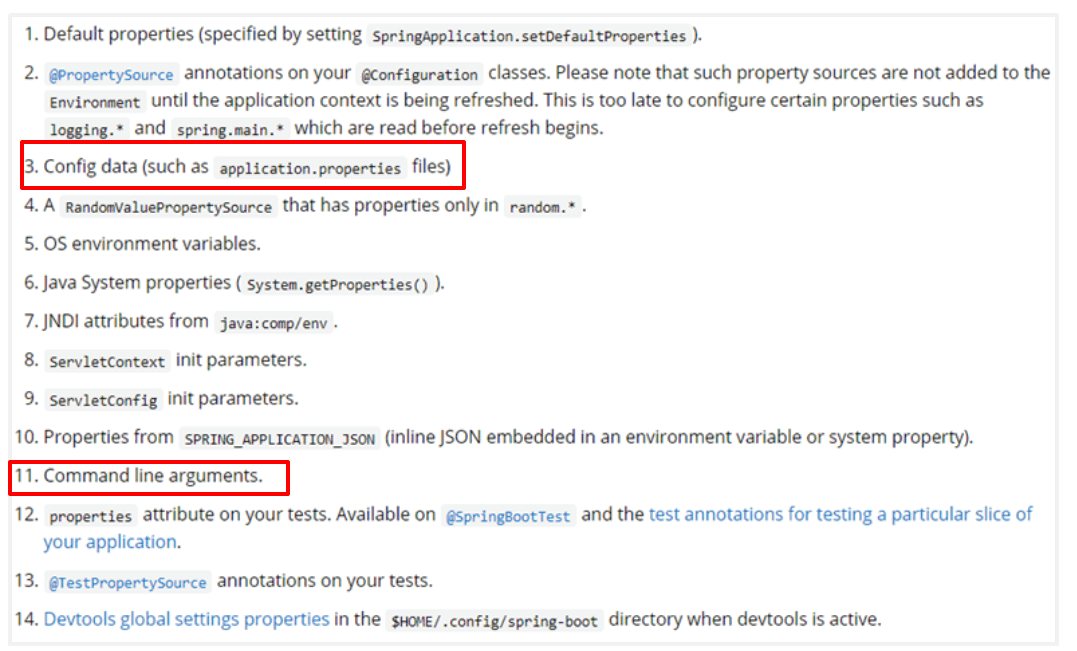 1. Default properties (specified by setting SpringApplication.setDefaultProperties ).
2. @PropertySource annotations on your @Configuration classes. Please note that such property sources are not added to the
Environment until the application context is being refreshed. This is too late to configure certain properties such as
logging.* and spring.main.* which are read before refresh begins.
3. Config data (such as application.properties files)
4. A RandomValuePropertySource that has properties only in random.* .
5. OS environment variables.
6. Java System properties ( System.getProperties() ).
7. JNDI attributes from java:comp/env .
8. ServletContext init parameters.
9. ServletConfig init parameters.
10. Properties from SPRING_APPLICATION_JSON (inline JSON embedded in an environment variable or system property).
11. Command line arguments.
12. properties attribute on your tests. Available on @SpringBootTest and the test annotations for testing a particular slice of
your application.
13. @TestPropertySource annotations on your tests.
14. Devtools global settings properties in the $HOME/.config/spring-boot directory when devtools is active.